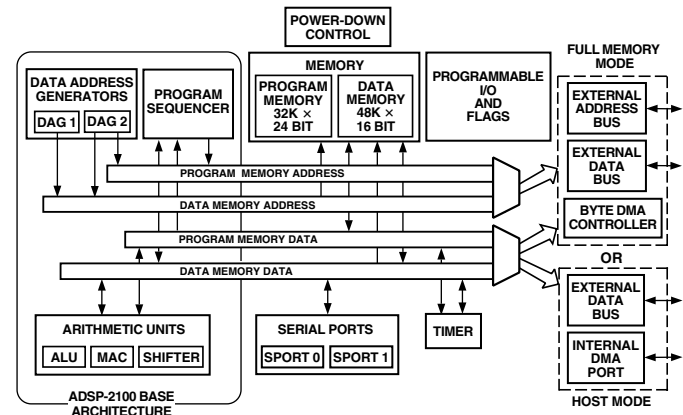 POWER-DOWN
CONTROL
FULL MEMORY
MODE
DATA ADDRESS
GENERATORS
DAG 1
DAG 2
PROGRAM
SEQUENCER
MEMORY
PROGRAM
MEMORY
32K ×
24 BIT
DATA
MEMORY
48K ×
16 BIT
PROGRAMMABLE
I/O
AND
FLAGS
EXTERNAL
ADDRESS
BUS
EXTERNAL
DATA
BUS
BYTE DMA
CONTROLLER
PROGRAM MEMORY ADDRESS
DATA MEMORY ADDRESS
PROGRAM MEMORY DATA
DATA MEMORY DATA
OR
EXTERNAL
DATA
BUS
INTERNAL
DMA
PORT
HOST MODE
ARITHMETIC UNITS
ALU
MAC
SHIFTER
SERIAL PORTS
SPORT 0
SPORT 1
TIMER
ADSP-2100 BASE
ARCHITECTURE